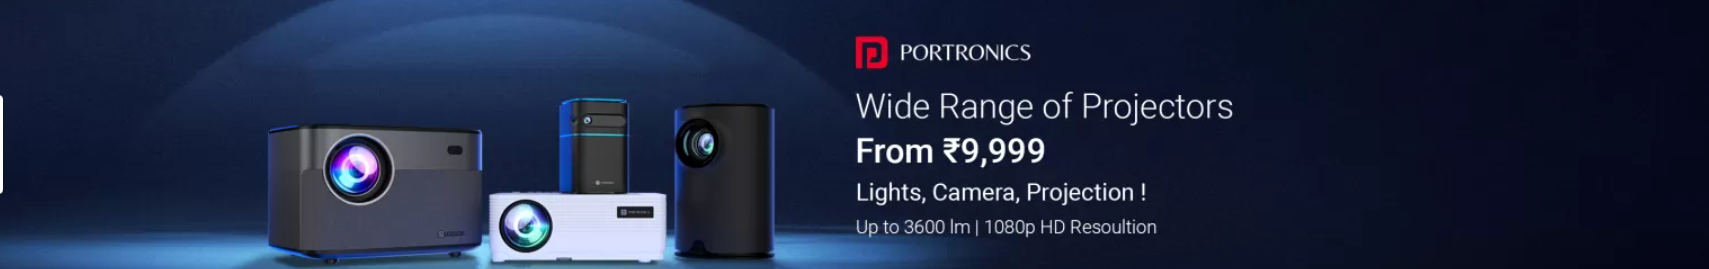 PORTRONICS
Wide Range of Projectors
From ₹9,999
Lights, Camera, Projection !
Up to 3600 lm | 1080p HD Resoultion